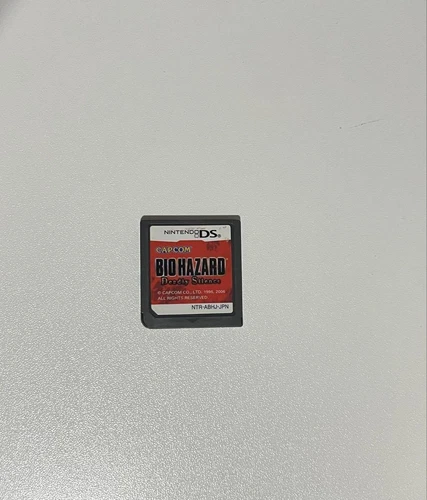 NINTENDO DS
CAPCOM
BIOHAZARD
Deadly Silence
© CAPCOM CO., LTD. 1996, 2006
ALL RIGHTS RESERVED.
NTR-ABHJ-JPN